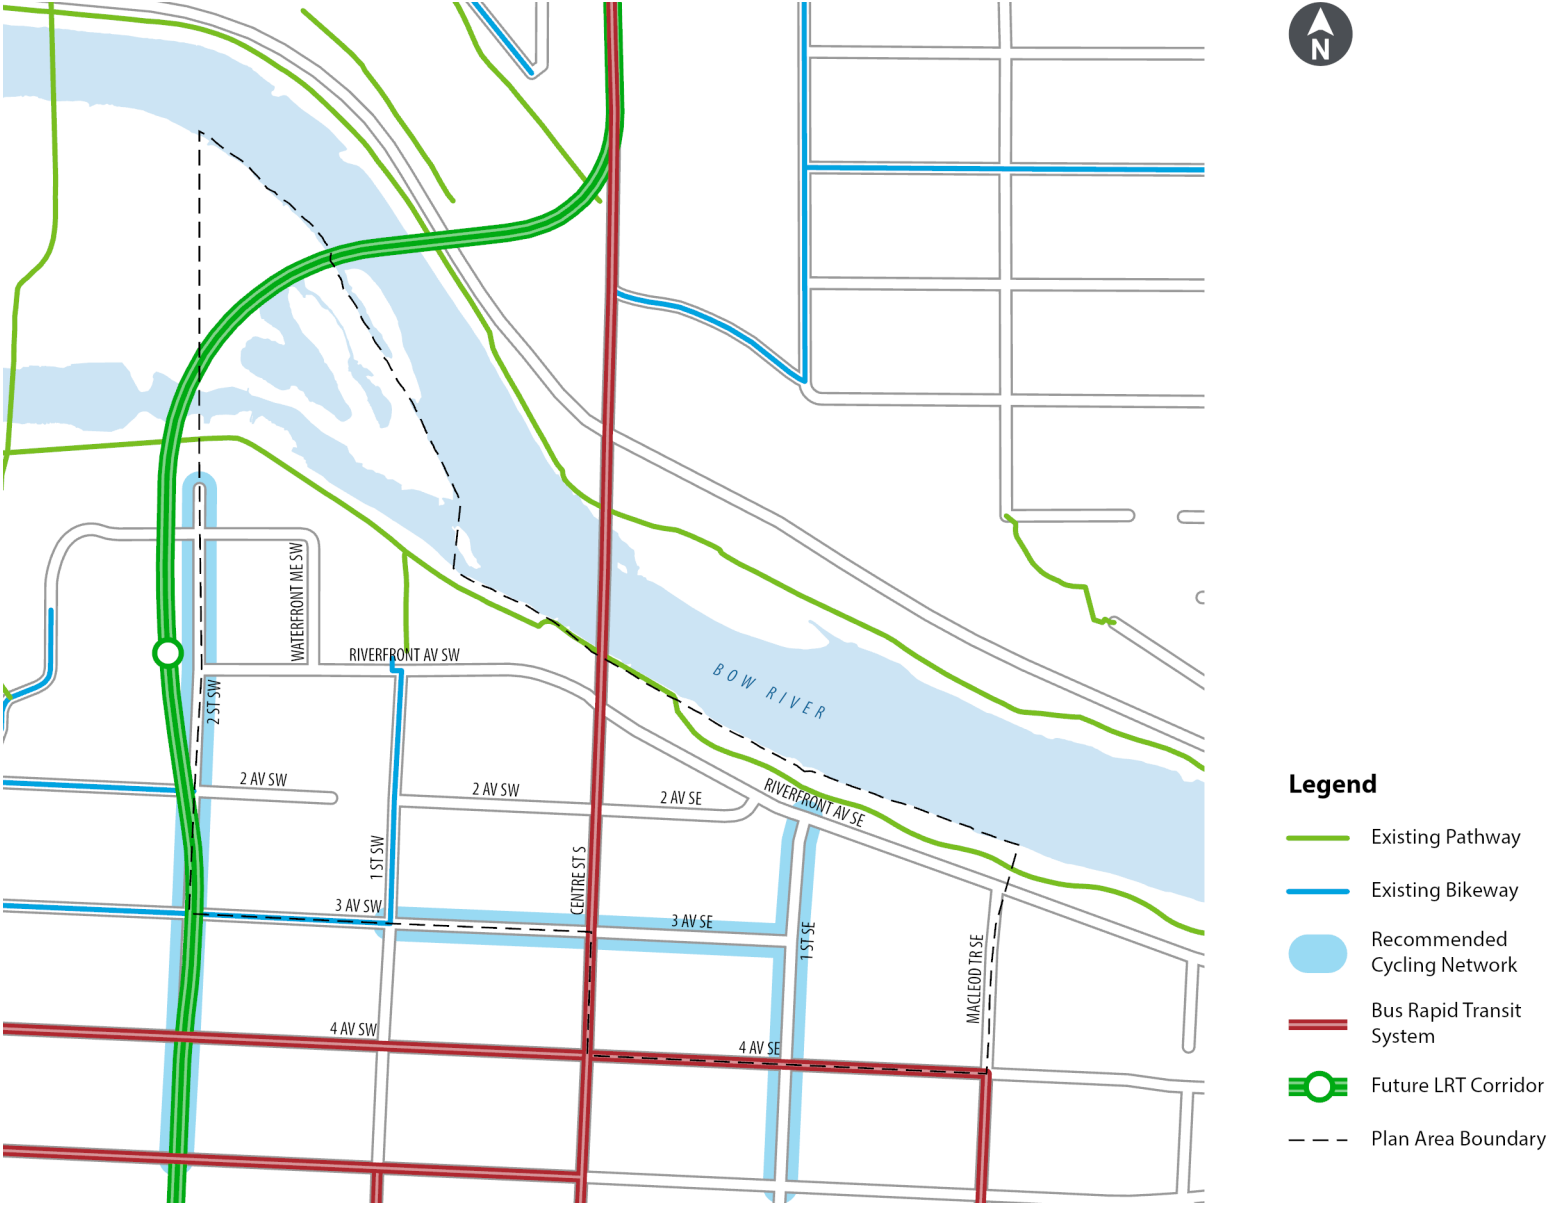 N
WATERFRONT ME SW
RIVERFRONT AV SW
BOW RIVER
2 ST SW
2 AV SW
2 AV SW
2 AV SE
RIVERFRONT AV SE
1 ST SW
CENTRE ST S
3 AV SW
3 AV SE
1 ST SE
MACLEOD TR SE
4 AV SW
4 AV SE
Legend
Existing Pathway
Existing Bikeway
Recommended
Cycling Network
Bus Rapid Transit
System
Future LRT Corridor
Plan Area Boundary